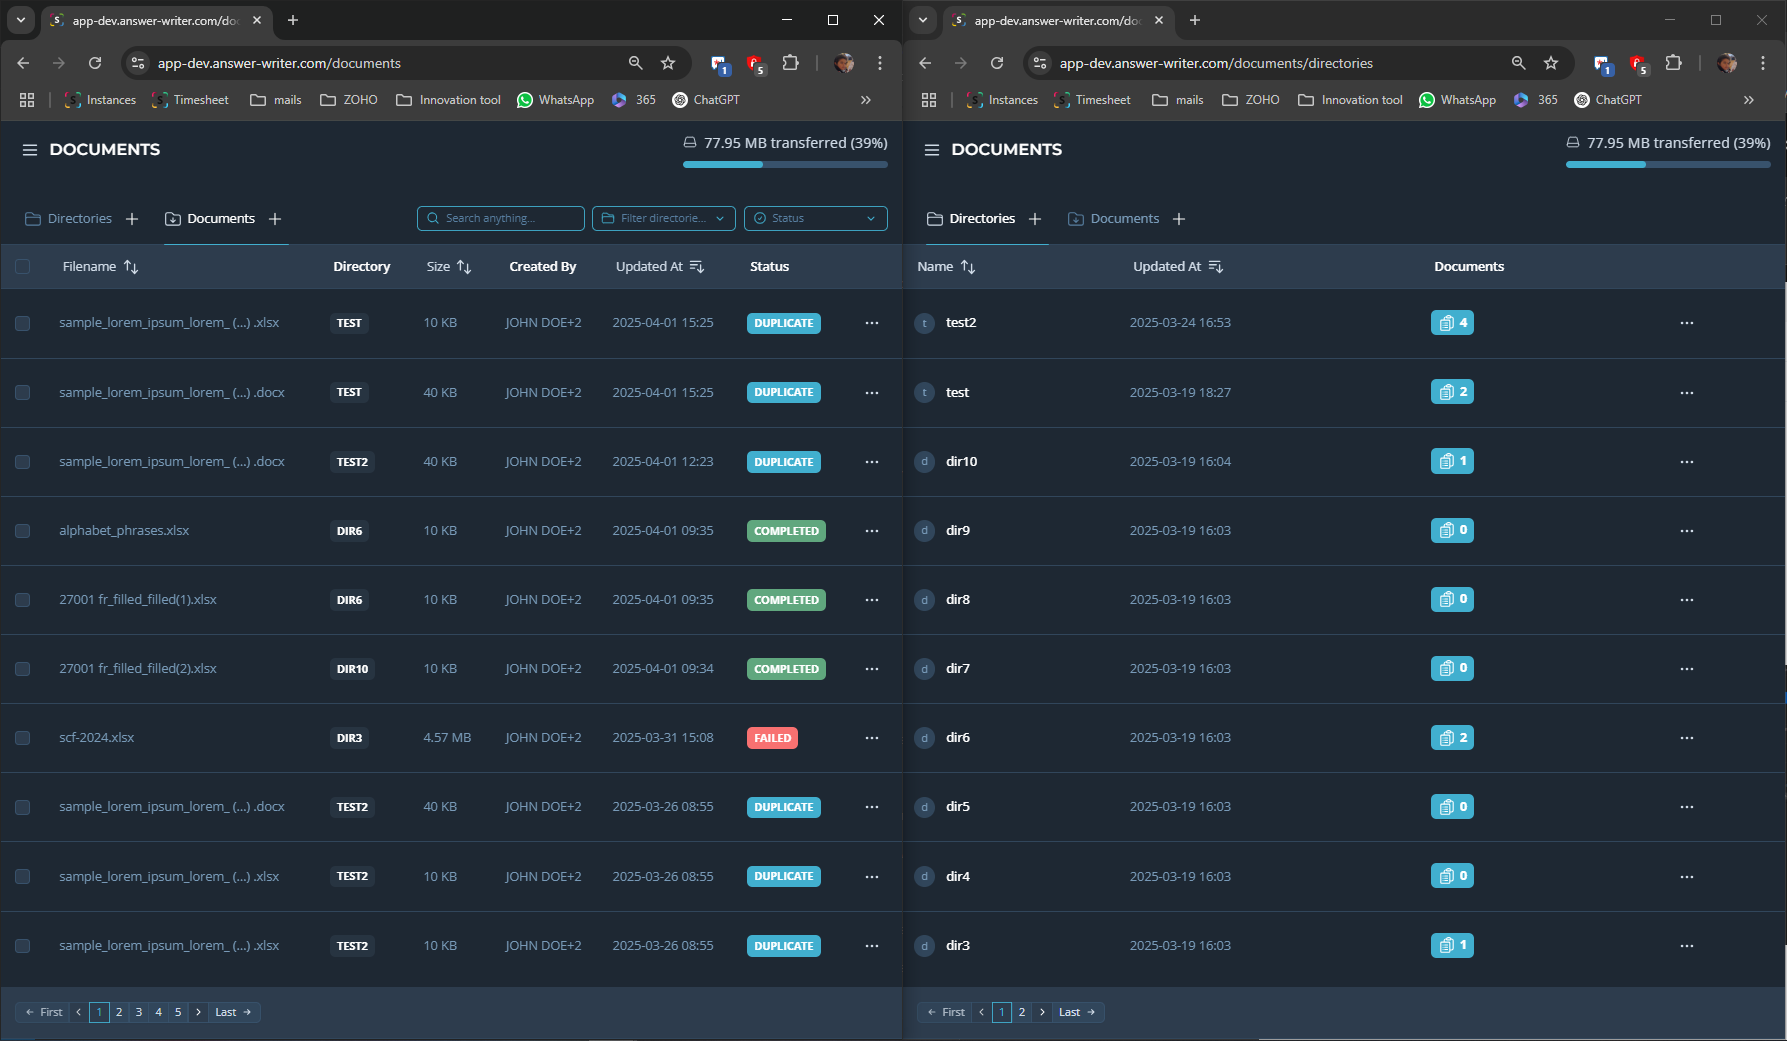 app-dev.answer-writer.com/doc
app-dev.answer-writer.com/documents
1
5
Instances
Timesheet
mails
ZOHO
Innovation tool
WhatsApp
365
ChatGPT
DOCUMENTS
77.95 MB transferred (39%)
Directories
Documents
Search anything...
Filter directorie...
Status
Filename
Directory
Size
Created By
Updated At
Status
sample_lorem_ipsum_lorem_ (...) .xlsx TEST 10 KB JOHN DOE+2 2025-04-01 15:25 DUPLICATE
sample_lorem_ipsum_lorem_ (...) .docx TEST 40 KB JOHN DOE+2 2025-04-01 15:25 DUPLICATE
sample_lorem_ipsum_lorem_ (...) .docx TEST2 40 KB JOHN DOE+2 2025-04-01 12:23 DUPLICATE
alphabet_phrases.xlsx DIR6 10 KB JOHN DOE+2 2025-04-01 09:35 COMPLETED
27001 fr_filled_filled(1).xlsx DIR6 10 KB JOHN DOE+2 2025-04-01 09:35 COMPLETED
27001 fr_filled_filled(2).xlsx DIR10 10 KB JOHN DOE+2 2025-04-01 09:34 COMPLETED
scf-2024.xlsx DIR3 4.57 MB JOHN DOE+2 2025-03-31 15:08 FAILED
sample_lorem_ipsum_lorem_ (...) .docx TEST2 40 KB JOHN DOE+2 2025-03-26 08:55 DUPLICATE
sample_lorem_ipsum_lorem_ (...) .xlsx TEST2 10 KB JOHN DOE+2 2025-03-26 08:55 DUPLICATE
sample_lorem_ipsum_lorem_ (...) .xlsx TEST2 10 KB JOHN DOE+2 2025-03-26 08:55 DUPLICATE
First 1 2 3 4 5 Last
app-dev.answer-writer.com/doc
app-dev.answer-writer.com/documents/directories
1
5
Instances
Timesheet
mails
ZOHO
Innovation tool
WhatsApp
365
ChatGPT
DOCUMENTS
77.95 MB transferred (39%)
Directories
Documents
Name
Updated At
Documents
t test2 2025-03-24 16:53 4
t test 2025-03-19 18:27 2
d dir10 2025-03-19 16:04 1
d dir9 2025-03-19 16:03 0
d dir8 2025-03-19 16:03 0
d dir7 2025-03-19 16:03 0
d dir6 2025-03-19 16:03 2
d dir5 2025-03-19 16:03 0
d dir4 2025-03-19 16:03 0
d dir3 2025-03-19 16:03 1
First 1 2 Last